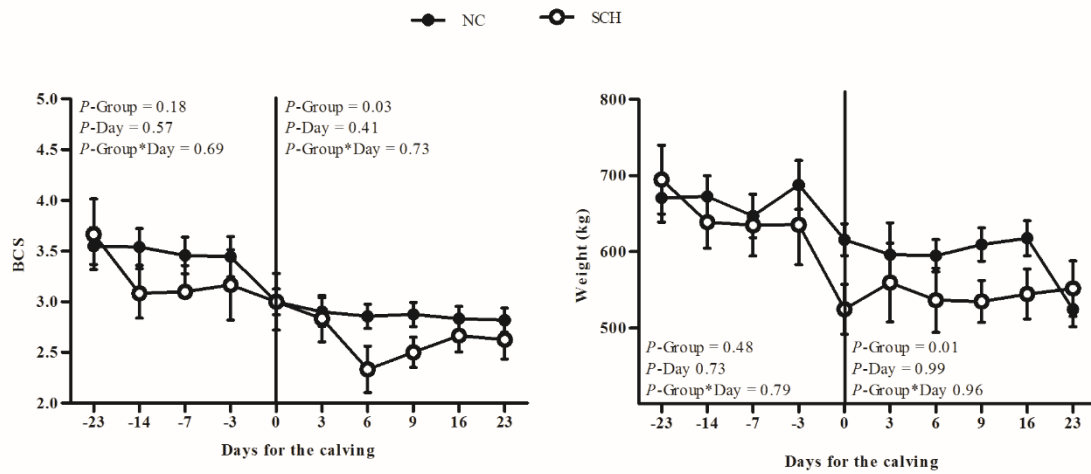 NC SCH
5.0
4.5
4.0
3.5
3.0
2.5
2.0
BCS
P-Group = 0.18
P-Day = 0.57
P-Group*Day = 0.69
P-Group = 0.03
P-Day = 0.41
P-Group*Day = 0.73
-23 -14 -7 -3 0 3 6 9 16 23
Days for the calving
800
700
600
500
Weight (kg)
P-Group = 0.48
P-Day 0.73
P-Group*Day = 0.79
P-Group = 0.01
P-Day = 0.99
P-Group*Day 0.96
-23 -14 -7 -3 0 3 6 9 16 23
Days for the calving